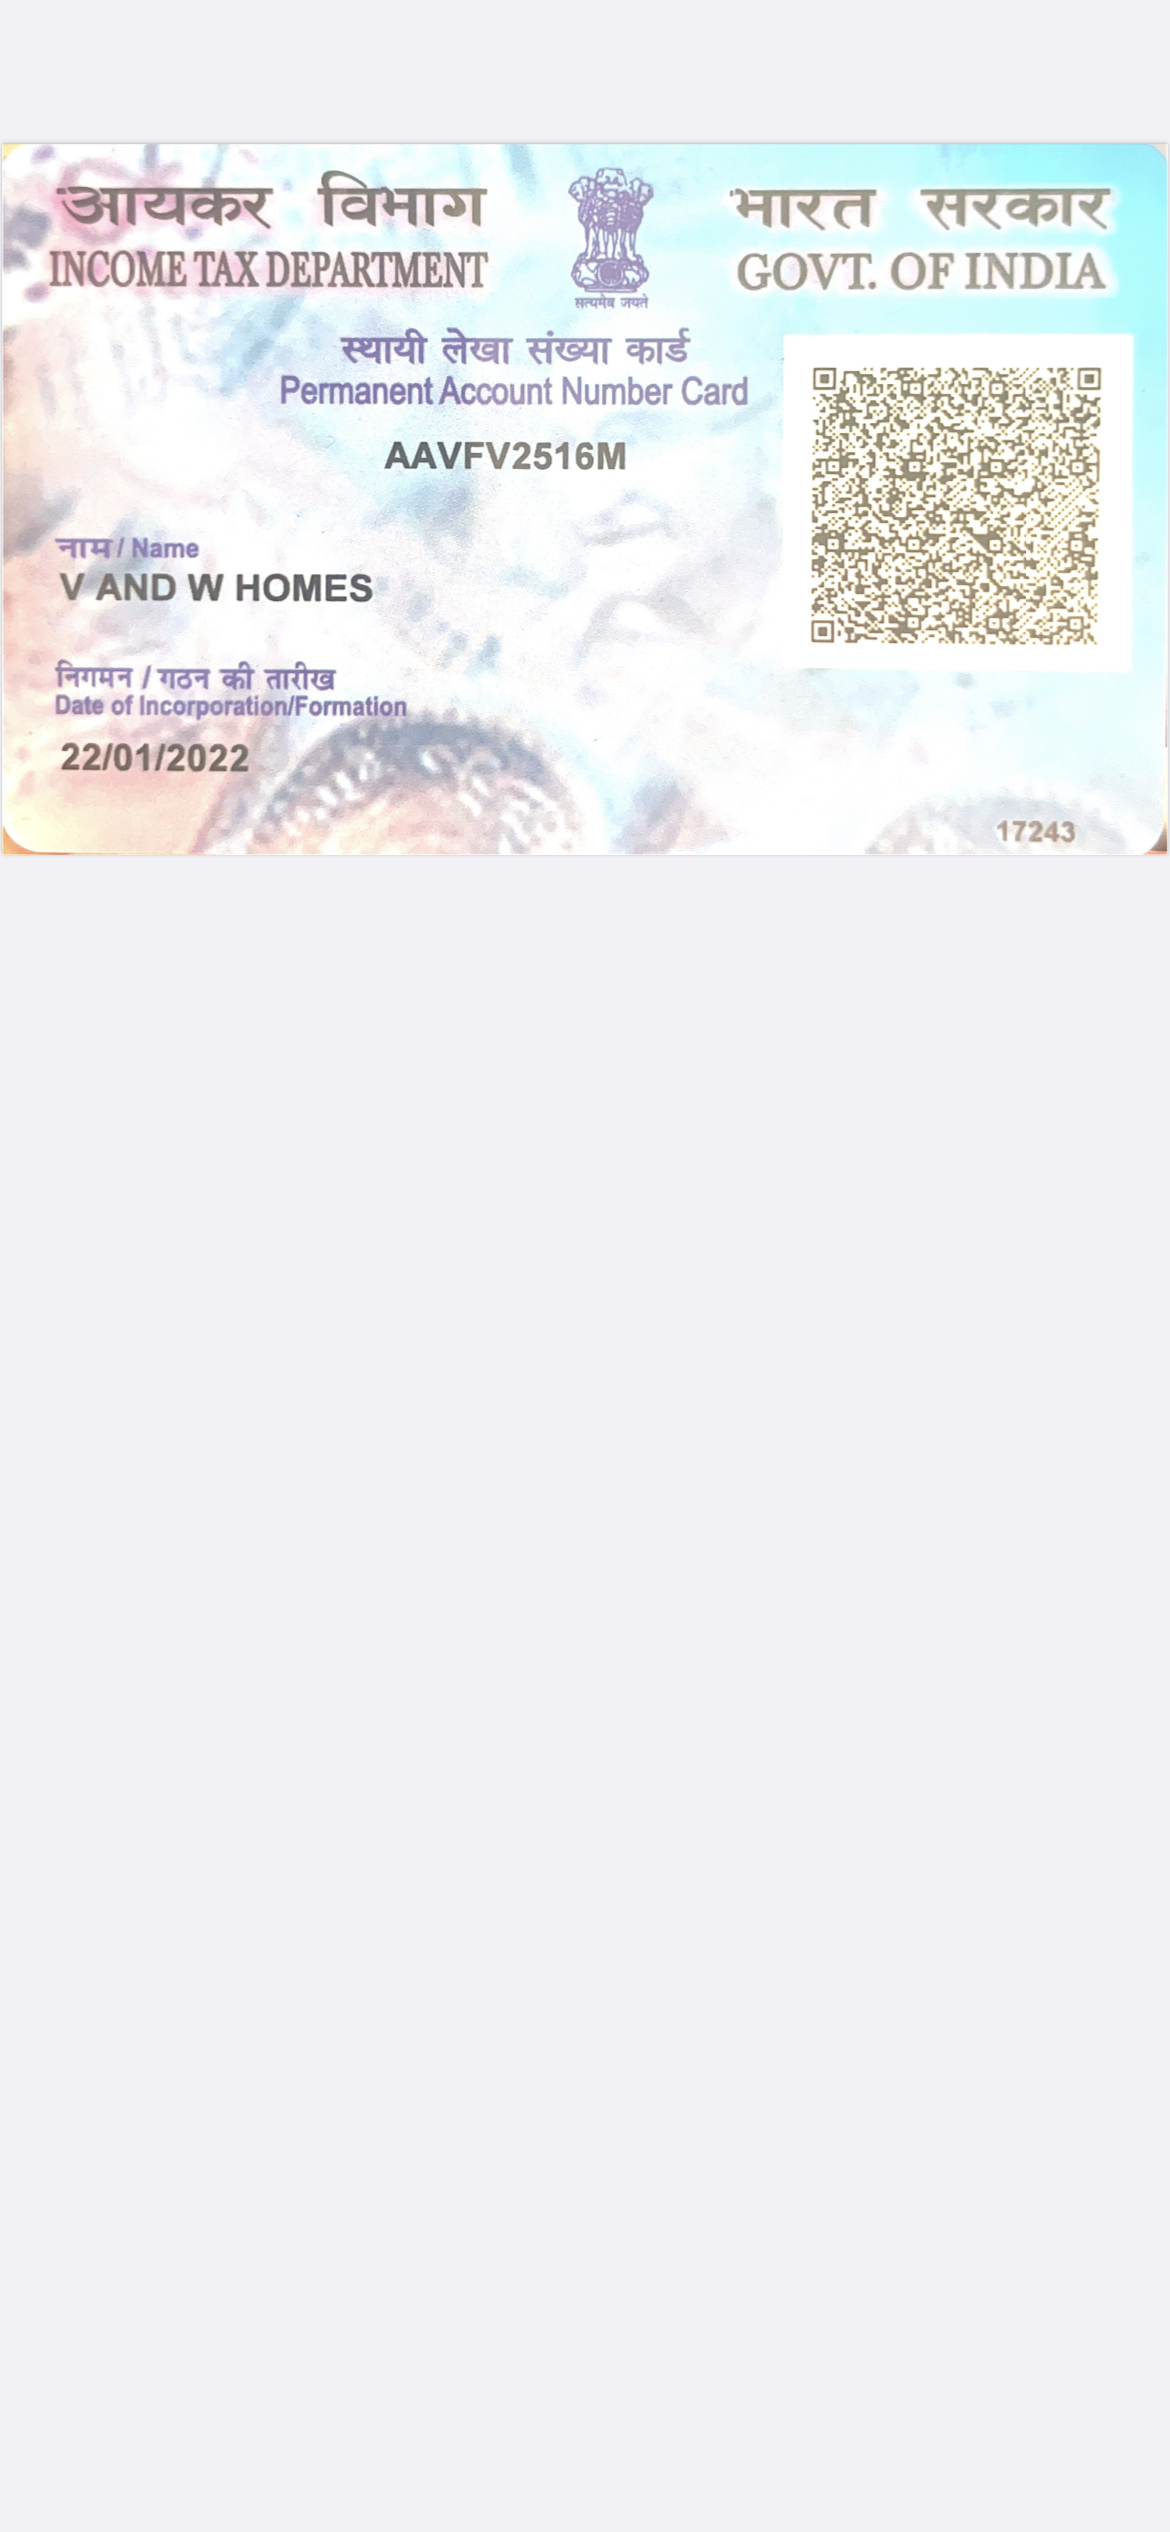 आयकर विभाग
INCOME TAX DEPARTMENT
सत्यमेव जयते
भारत सरकार
GOVT. OF INDIA
स्थायी लेखा संख्या कार्ड
Permanent Account Number Card
AAVFV2516M
नाम / Name
V AND W HOMES
निगमन / गठन की तारीख
Date of Incorporation/Formation
22/01/2022
17243